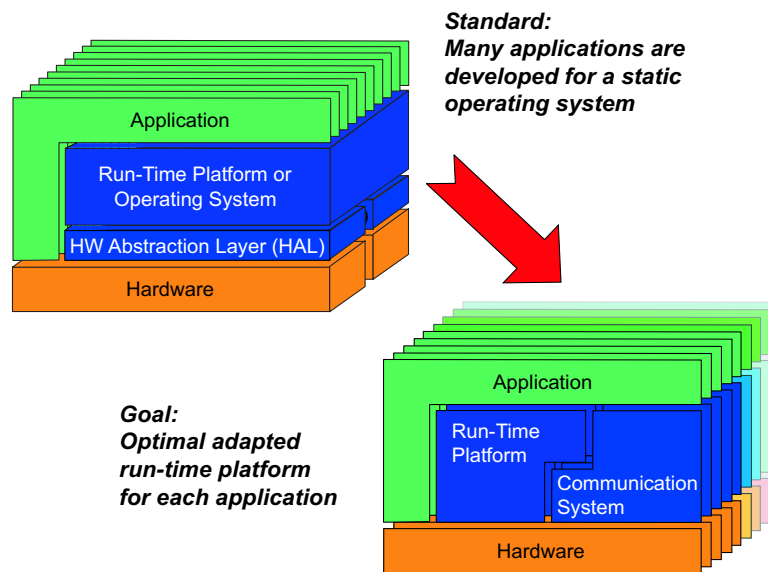 Standard:
Many applications are
developed for a static
operating system
Application
Run-Time Platform or
Operating System
HW Abstraction Layer (HAL)
Hardware
Goal:
Optimal adapted
run-time platform
for each application
Application
Run-Time
Platform
Communication
System
Hardware